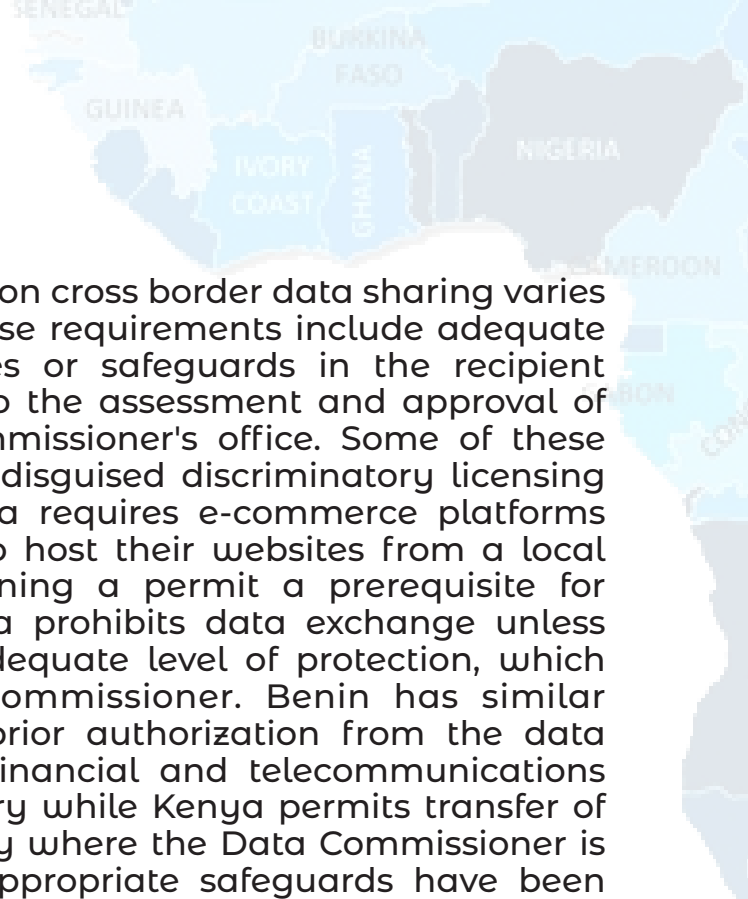 SENEGAL
BURKINA
FASO
GUINEA
IVORY
COAST
GHANA
NIGERIA
CAMEROON
GABON
CON
on cross border data sharing varies
se requirements include adequate
es or safeguards in the recipient
o the assessment and approval of
mmissioner's office. Some of these
disguised discriminatory licensing
a requires e-commerce platforms
o host their websites from a local
ning a permit a prerequisite for
a prohibits data exchange unless
dequate level of protection, which
ommissioner. Benin has similar
prior authorization from the data
inancial and telecommunications
ry while Kenya permits transfer of
y where the Data Commissioner is
ppropriate safeguards have been